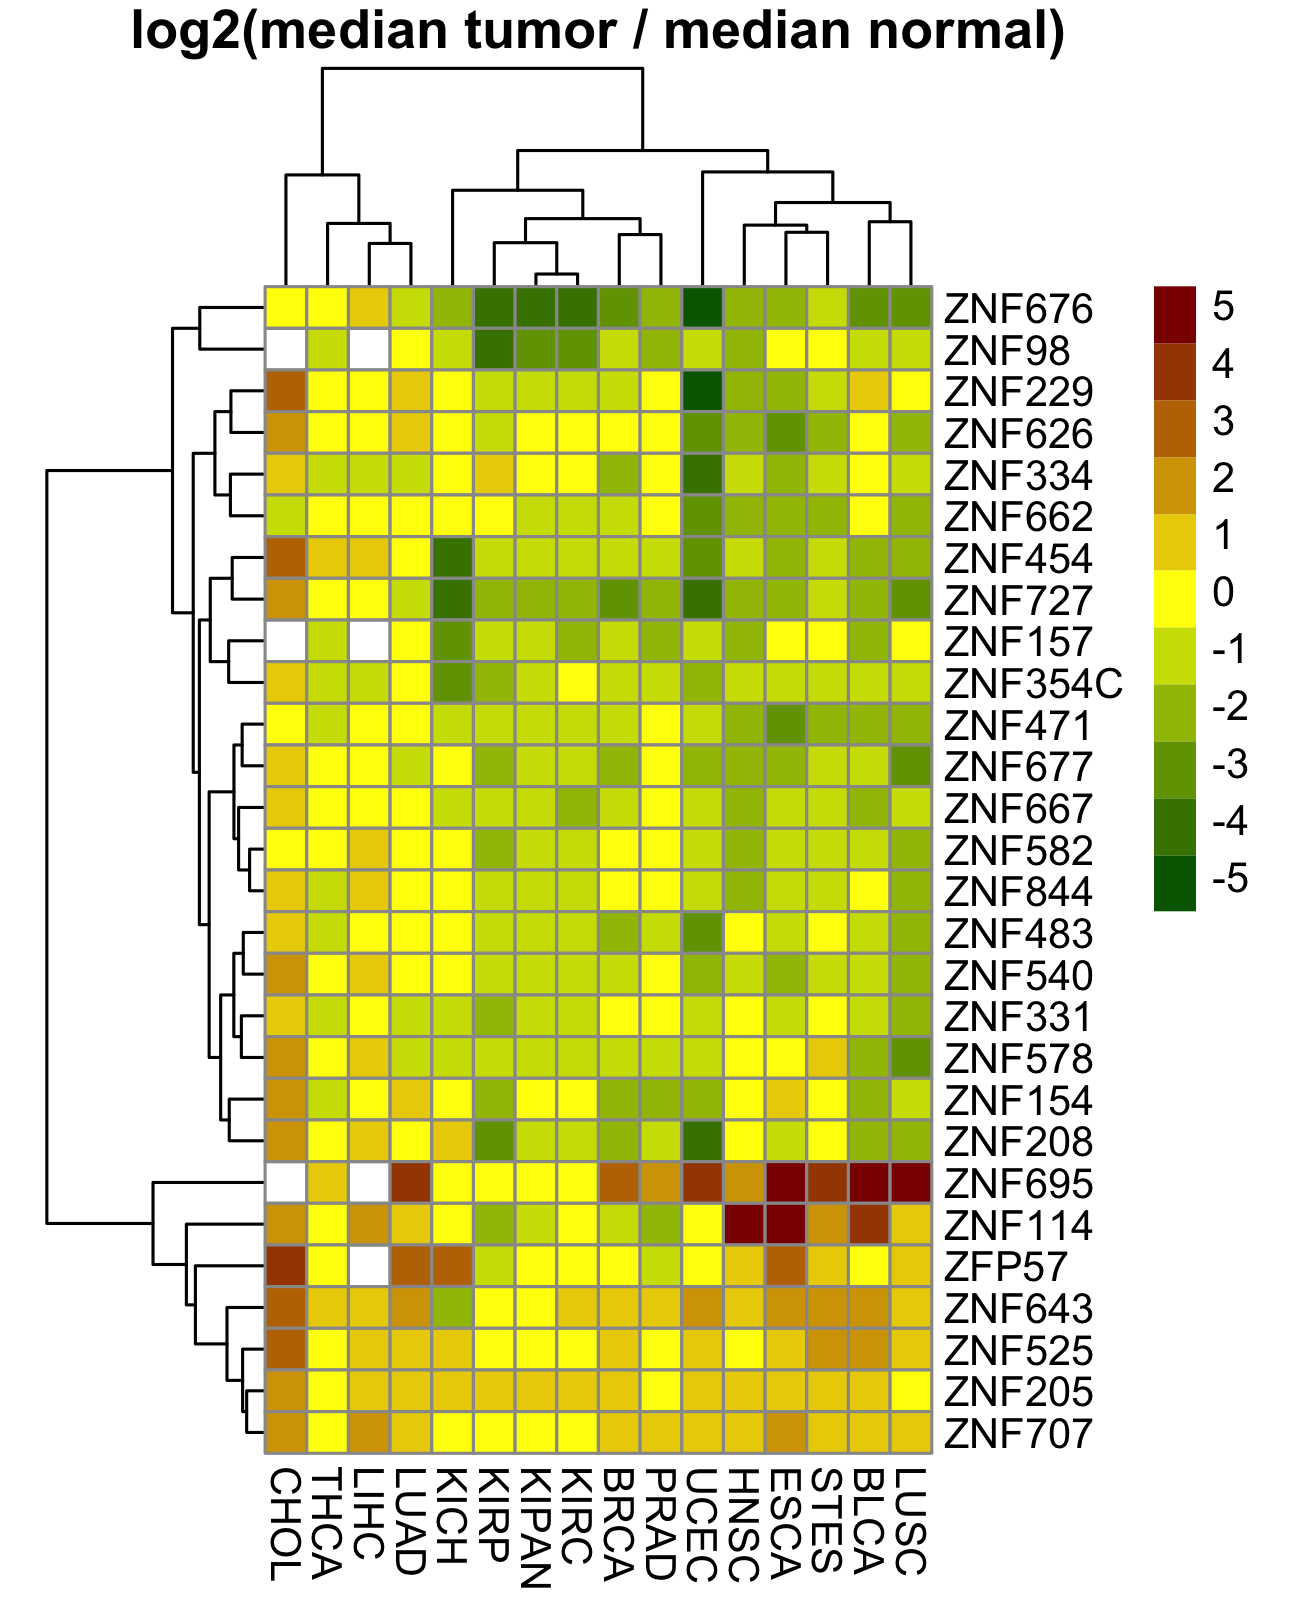 log2(median tumor / median normal)
ZNF676
ZNF98
ZNF229
ZNF626
ZNF334
ZNF662
ZNF454
ZNF727
ZNF157
ZNF354C
ZNF471
ZNF677
ZNF667
ZNF582
ZNF844
ZNF483
ZNF540
ZNF331
ZNF578
ZNF154
ZNF208
ZNF695
ZNF114
ZFP57
ZNF643
ZNF525
ZNF205
ZNF707
5
4
3
2
1
0
-1
-2
-3
-4
-5
CHOL
THCA
LIHC
LUAD
KICH
KIRP
KIPAN
KIRC
BRCA
PRAD
UCEC
HNSC
ESCA
STES
BLCA
LUSC